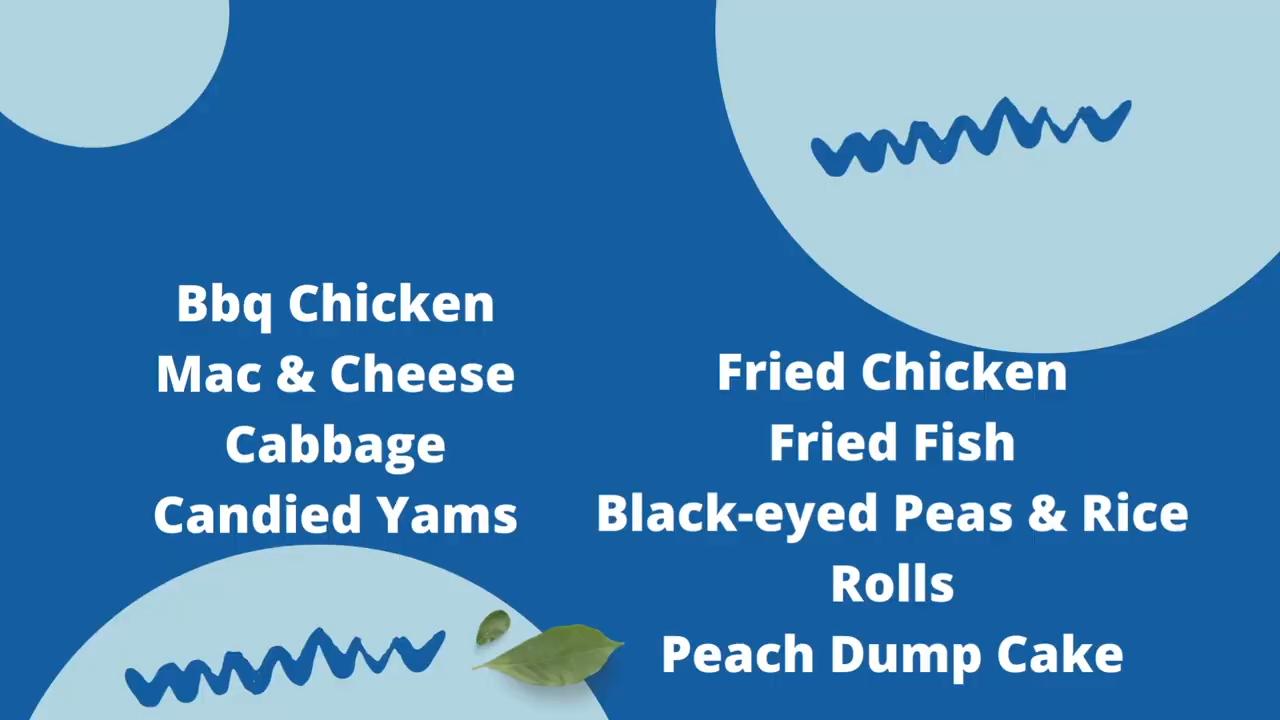 Bbq Chicken
Mac & Cheese
Cabbage
Candied Yams
Fried Chicken
Fried Fish
Black-eyed Peas & Rice
Rolls
Peach Dump Cake